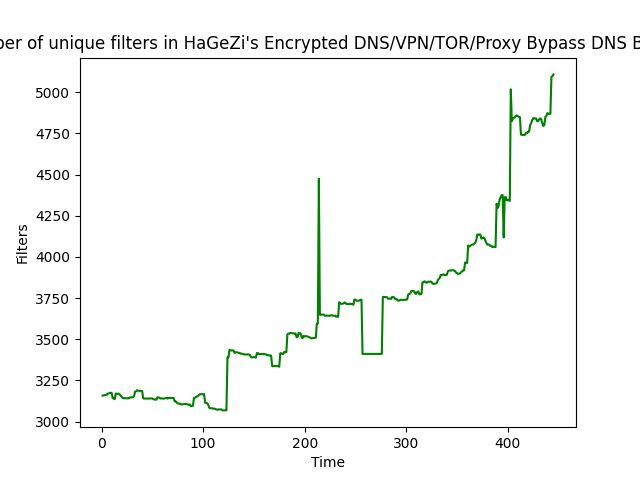 ber of unique filters in HaGeZi's Encrypted DNS/VPN/TOR/Proxy Bypass DNS B
5000
4750
4500
4250
4000
3750
3500
3250
3000
Filters
0 100 200 300 400
Time